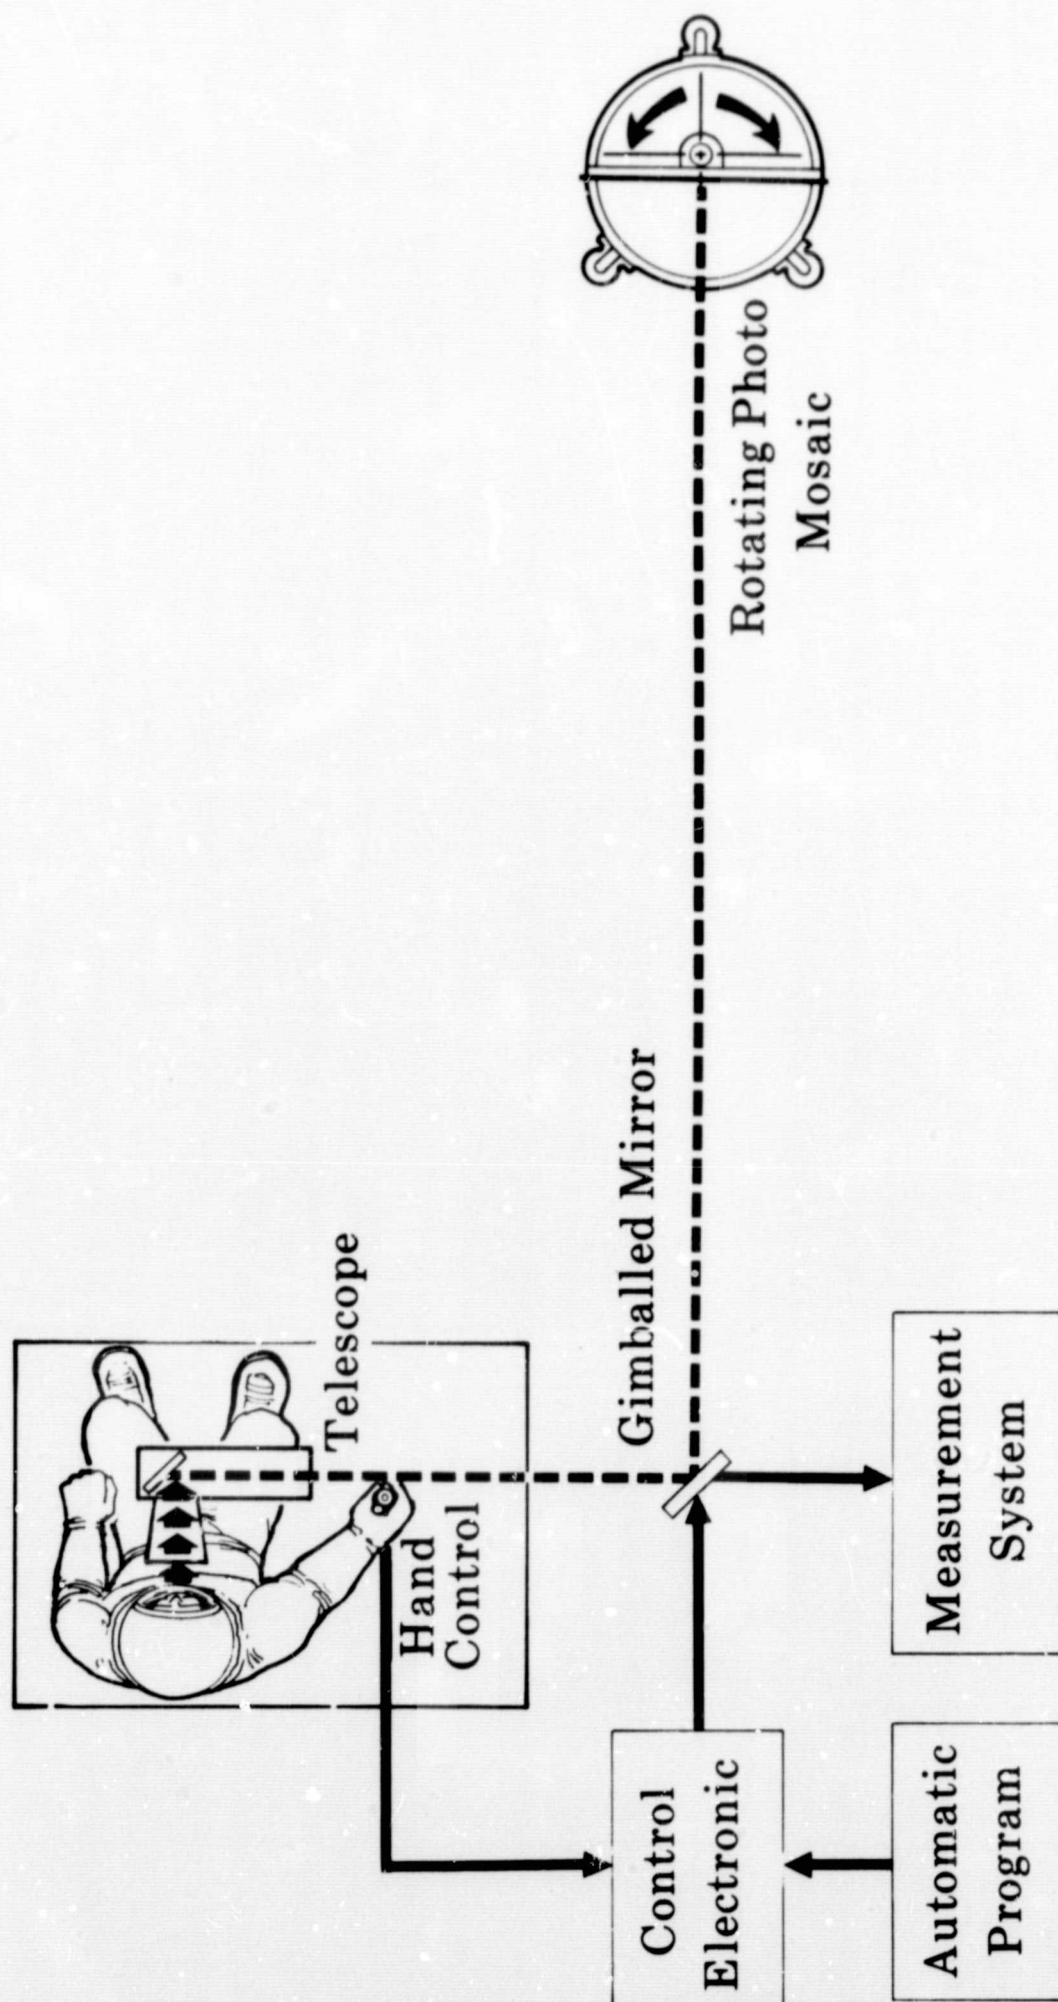 Telescope
Hand
Control
Gimballed Mirror
Rotating Photo
Mosaic
Control
Electronic
Automatic
Program
Measurement
System